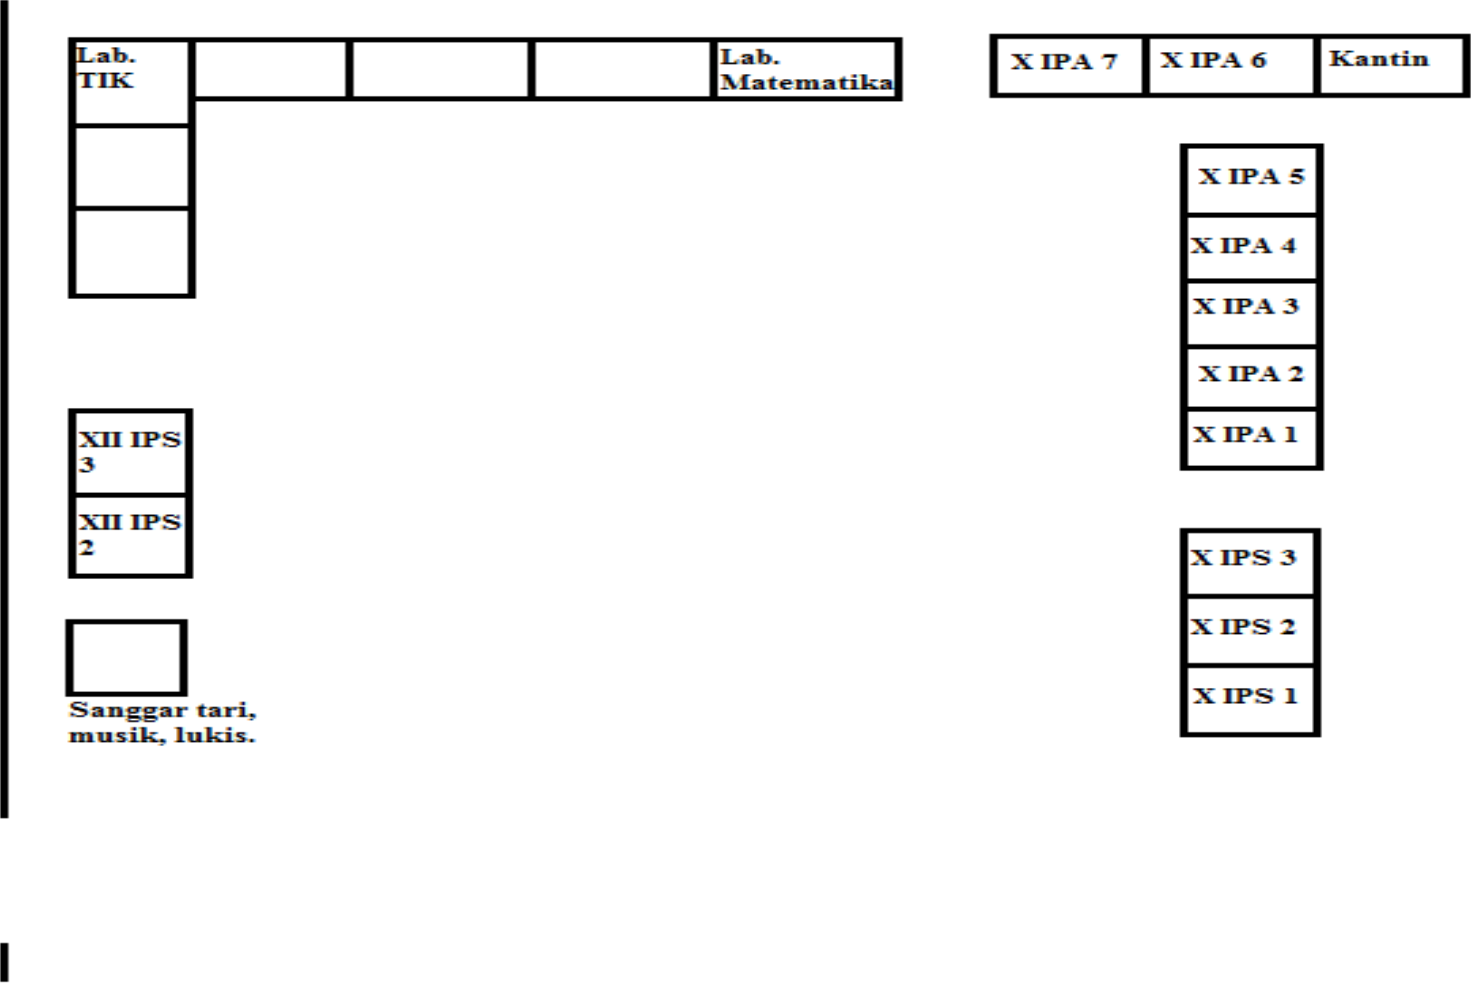 Lab.
TIK
Lab.
Matematika
X IPA 7
X IPA 6
Kantin
X IPA 5
X IPA 4
X IPA 3
X IPA 2
X IPA 1
XII IPS
3
XII IPS
2
X IPS 3
X IPS 2
X IPS 1
Sanggar tari,
musik, lukis.